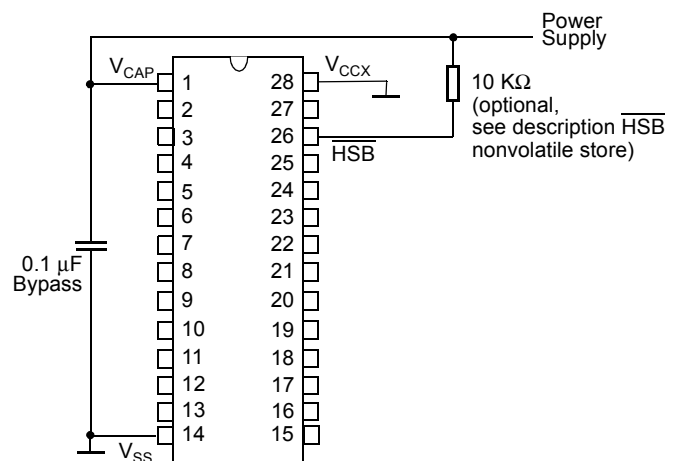 Power
Supply
VCAP
VCCX
1
28
10 KΩ
(optional,
see description H̅S̅B̅
nonvolatile store)
2
27
3
26
H̅S̅B̅
4
25
5
24
6
23
7
22
0.1 μF
Bypass
8
21
9
20
10
19
11
18
12
17
13
16
14
15
VSS